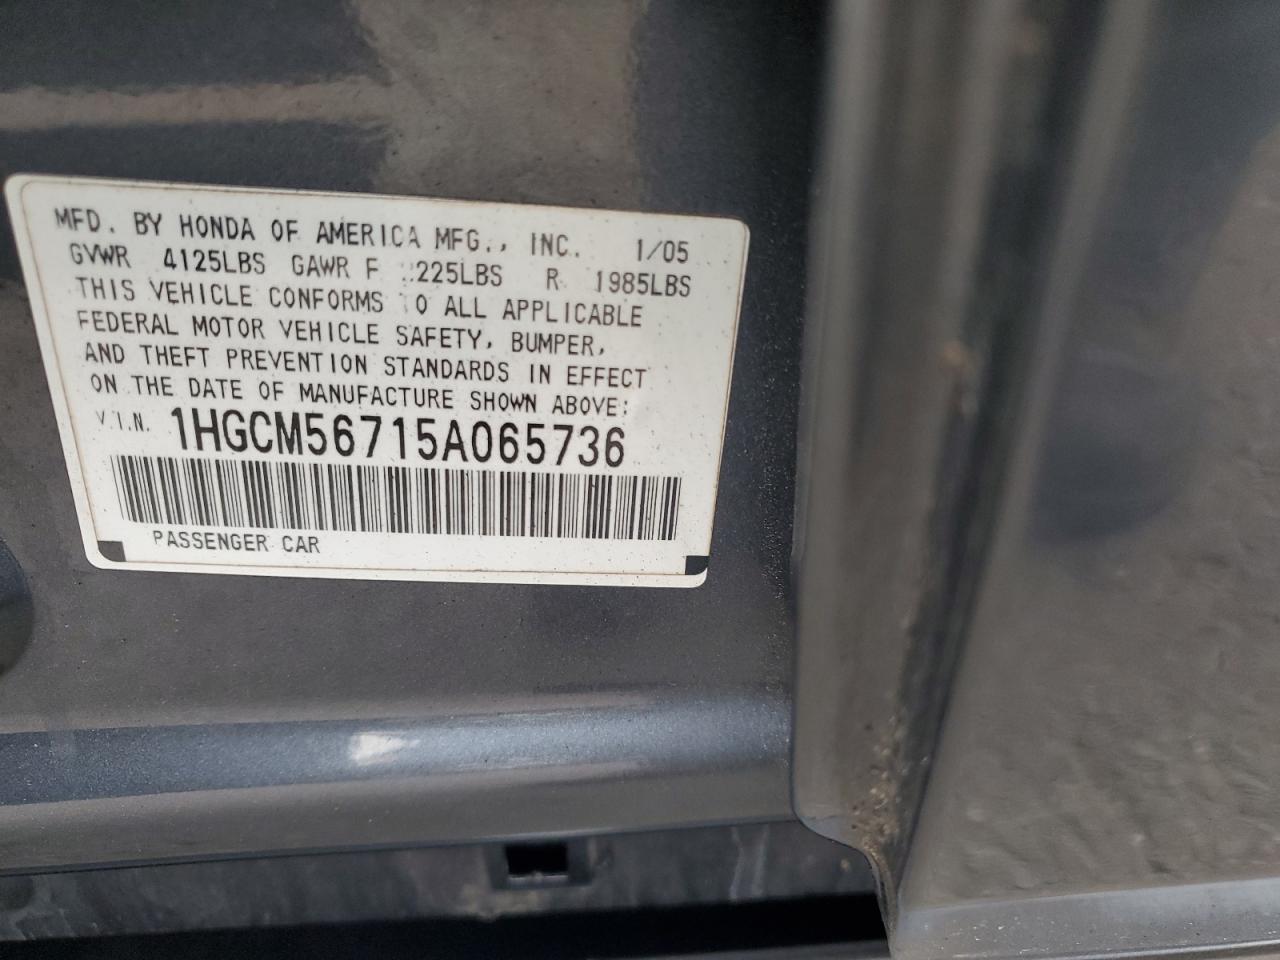 MFD. BY HONDA OF AMERICA MFG., INC. 1/05
GVWR 4125LBS GAWR F 225LBS R 1985LBS
THIS VEHICLE CONFORMS TO ALL APPLICABLE
FEDERAL MOTOR VEHICLE SAFETY, BUMPER,
AND THEFT PREVENTION STANDARDS IN EFFECT
ON THE DATE OF MANUFACTURE SHOWN ABOVE:
V.I.N. 1HGCM56715A065736
PASSENGER CAR